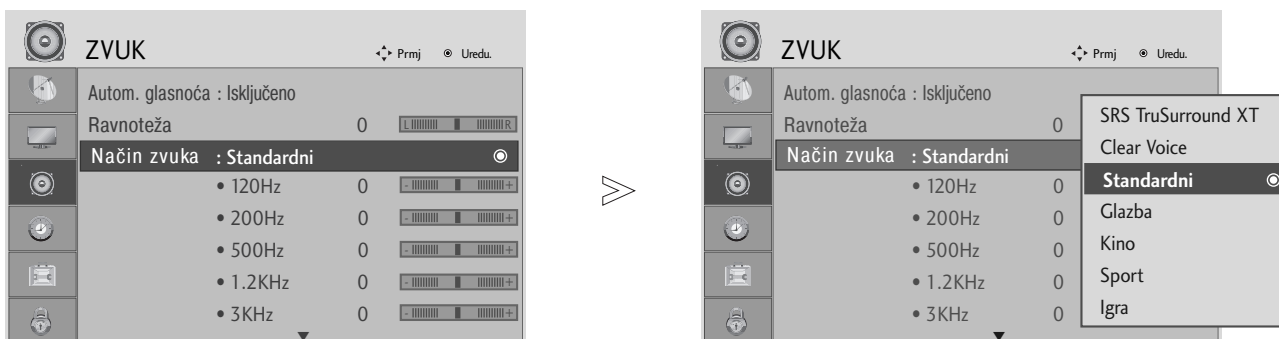 ZVUK
Prmj Uredu.
Autom. glasnoća : Isključeno
Ravnoteža 0 L R
Način zvuka : Standardni
• 120Hz 0 - +
• 200Hz 0 - +
• 500Hz 0 - +
• 1.2KHz 0 - +
• 3KHz 0 - +
ZVUK
Prmj Uredu.
Autom. glasnoća : Isključeno
Ravnoteža 0
Način zvuka : Standardni
• 120Hz 0
• 200Hz 0
• 500Hz 0
• 1.2KHz 0
• 3KHz 0
SRS TruSurround XT
Clear Voice
Standardni
Glazba
Kino
Sport
Igra